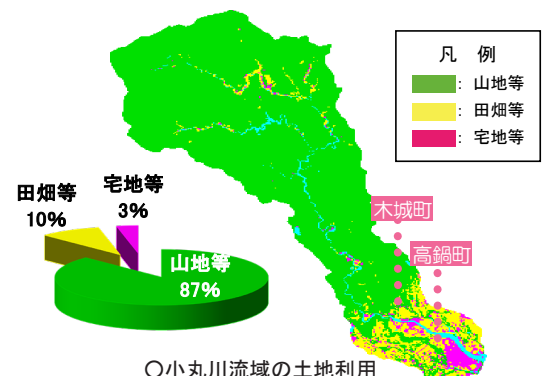 凡 例
: 山地等
: 田畑等
: 宅地等
田畑等
10%
宅地等
3%
山地等
87%
木城町
高鍋町
○小丸川流域の土地利用